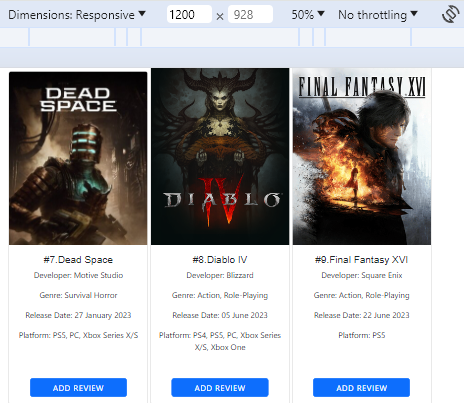 Dimensions: Responsive ▼ 1200 × 928 50% ▼ No throttling ▼
DEAD
SPACE
DIABLO
IV
FINAL FANTASY XVI
#7.Dead Space
Developer: Motive Studio
Genre: Survival Horror
Release Date: 27 January 2023
Platform: PS5, PC, Xbox Series X/S
ADD REVIEW
#8.Diablo IV
Developer: Blizzard
Genre: Action, Role-Playing
Release Date: 05 June 2023
Platform: PS4, PS5, PC, Xbox Series
X/S, Xbox One
ADD REVIEW
#9.Final Fantasy XVI
Developer: Square Enix
Genre: Action, Role-Playing
Release Date: 22 June 2023
Platform: PS5
ADD REVIEW